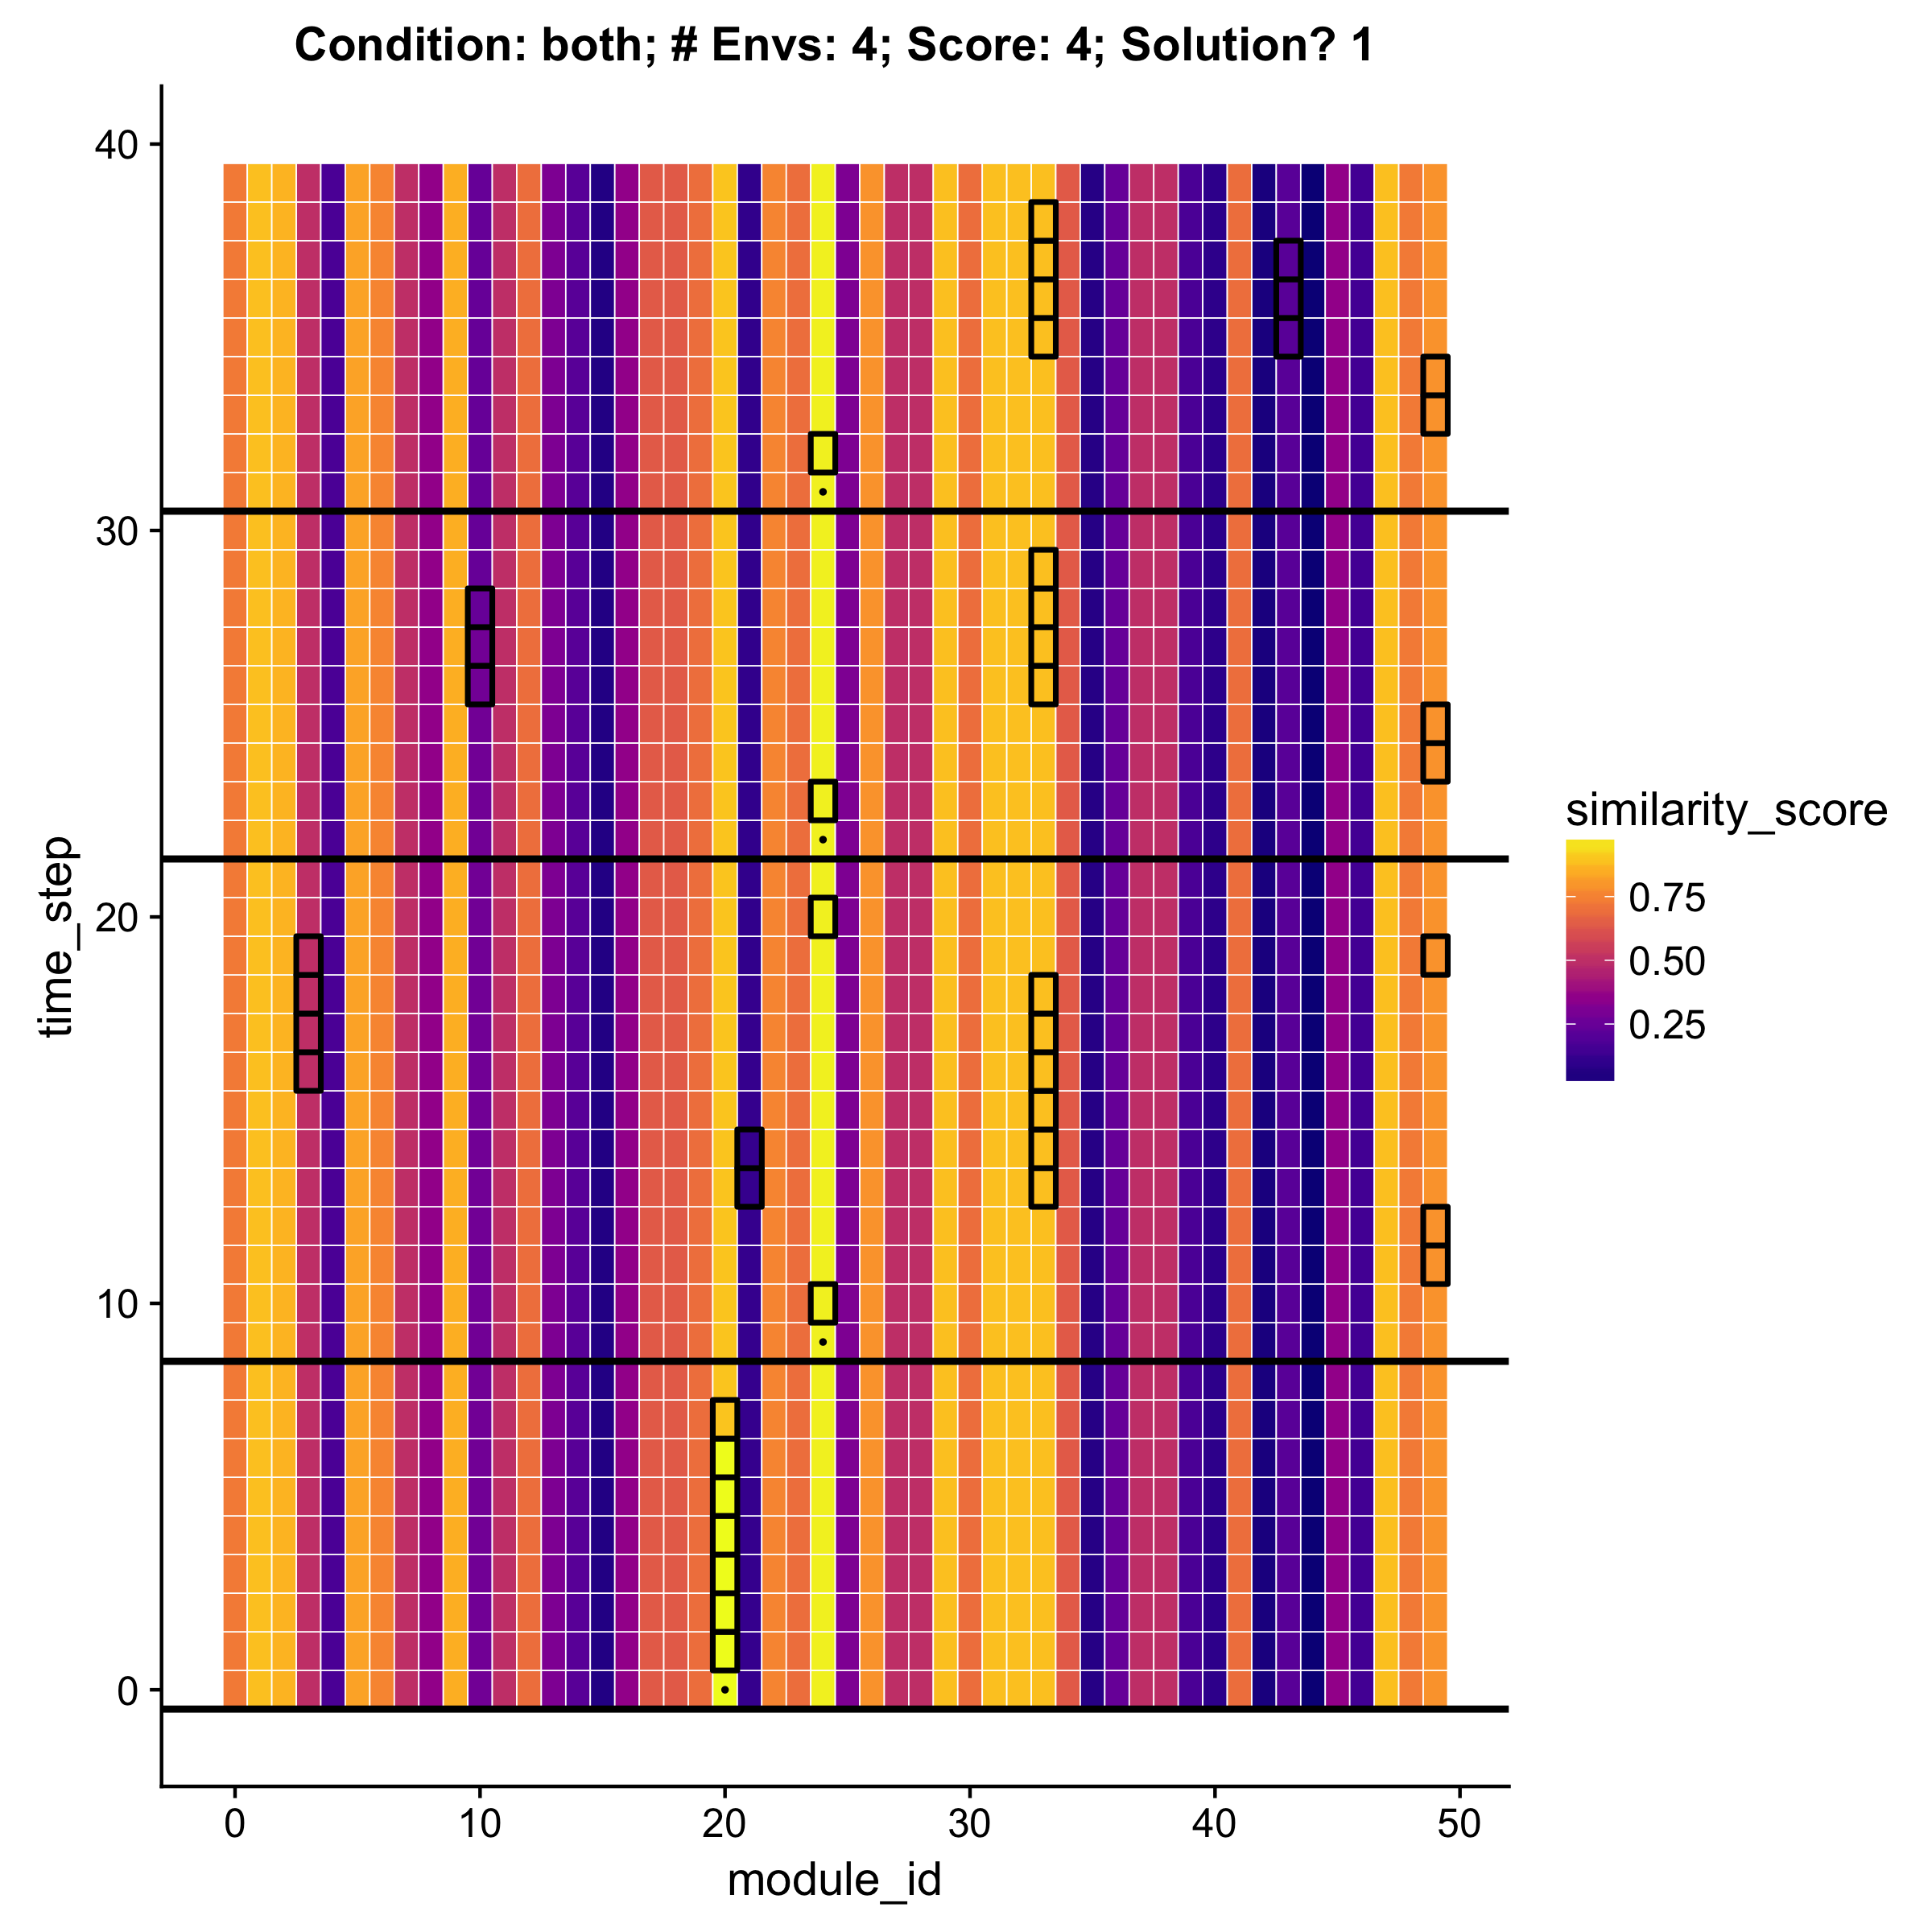 Condition: both; # Envs: 4; Score: 4; Solution? 1
40
30
20
10
0
time_step
0 10 20 30 40 50
module_id
similarity_score
0.75
0.50
0.25